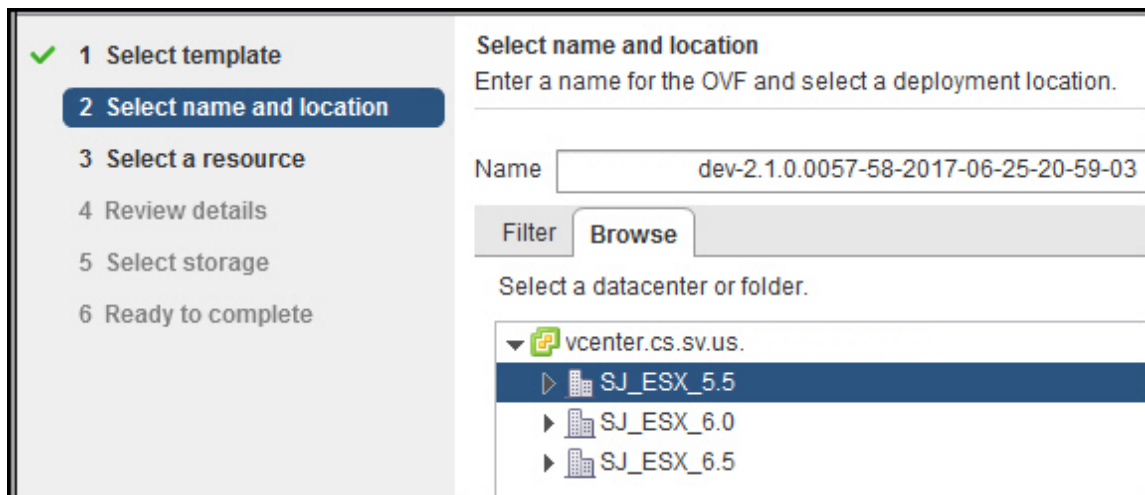 1 Select template
2 Select name and location
3 Select a resource
4 Review details
5 Select storage
6 Ready to complete
Select name and location
Enter a name for the OVF and select a deployment location.
Name dev-2.1.0.0057-58-2017-06-25-20-59-03
Filter Browse
Select a datacenter or folder.
vcenter.cs.sv.us.
SJ_ESX_5.5
SJ_ESX_6.0
SJ_ESX_6.5